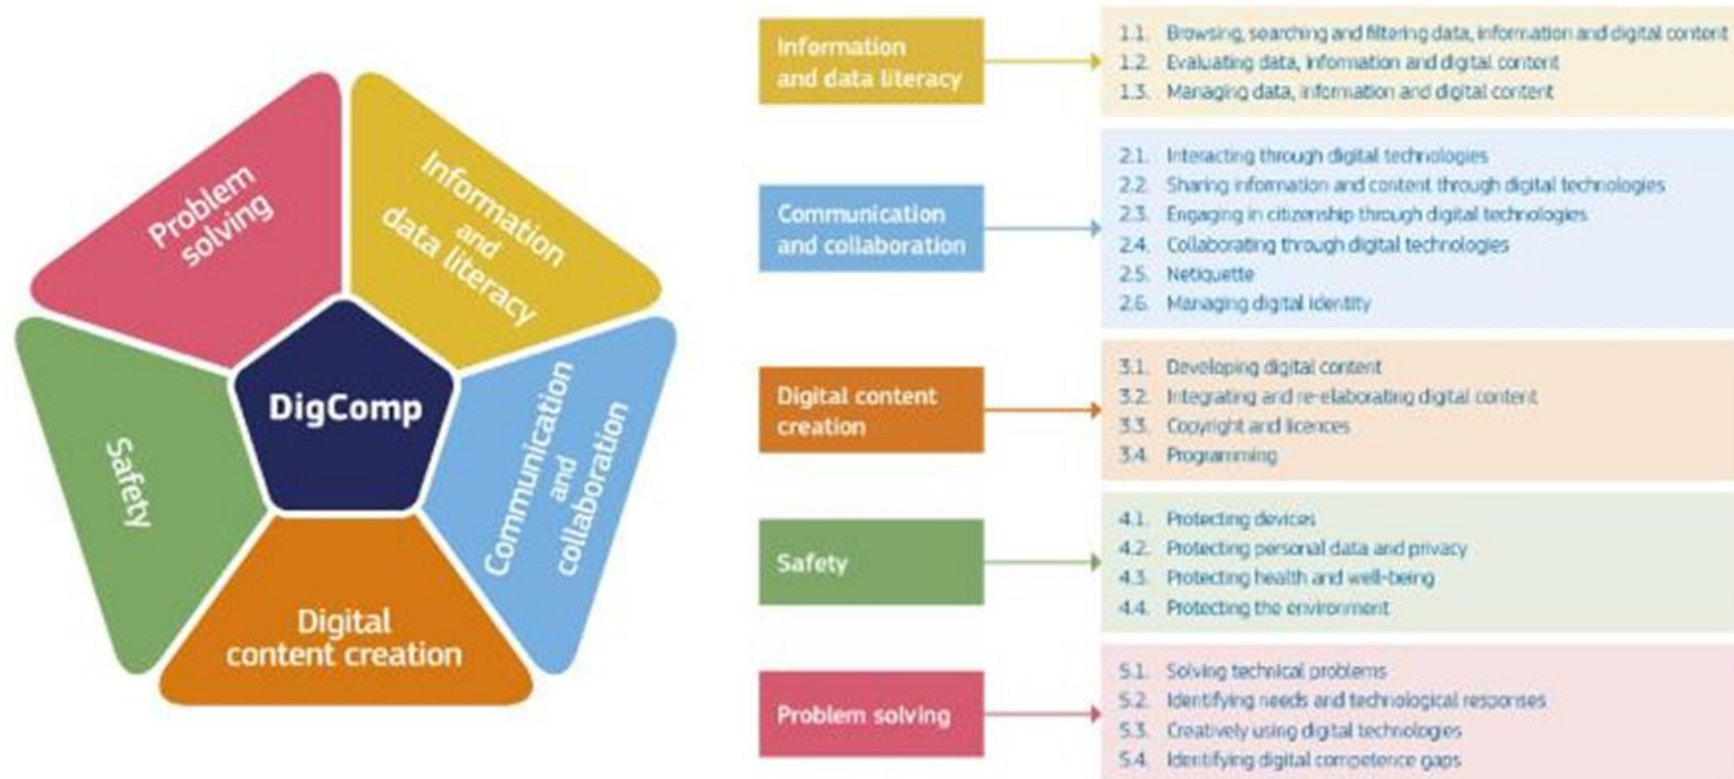 Problem
solving
Information
and
data literacy
DigComp
Safety
Communication
and
collaboration
Digital
content creation
Information
and data literacy
1.1. Browsing, searching and filtering data, information and digital content
1.2. Evaluating data, information and digital content
1.3. Managing data, information and digital content
Communication
and collaboration
2.1. Interacting through digital technologies
2.2. Sharing information and content through digital technologies
2.3. Engaging in citizenship through digital technologies
2.4. Collaborating through digital technologies
2.5. Netiquette
2.6. Managing digital identity
Digital content
creation
3.1. Developing digital content
3.2. Integrating and re-elaborating digital content
3.3. Copyright and licences
3.4. Programming
Safety
4.1. Protecting devices
4.2. Protecting personal data and privacy
4.3. Protecting health and well-being
4.4. Protecting the environment
Problem solving
5.1. Solving technical problems
5.2. Identifying needs and technological responses
5.3. Creatively using digital technologies
5.4. Identifying digital competence gaps